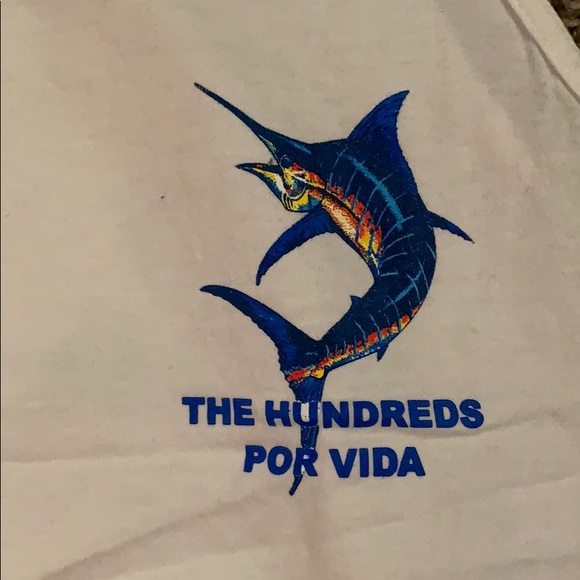 THE HUNDREDS
POR VIDA